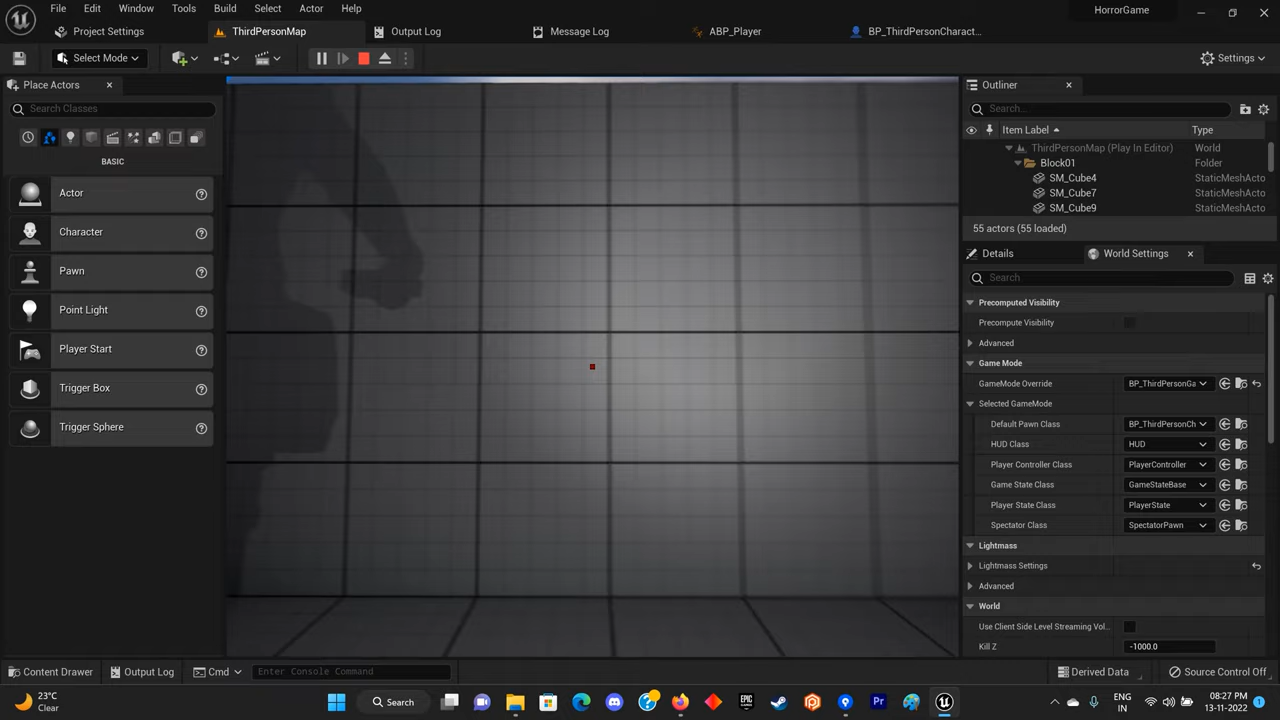 File Edit Window Tools Build Select Actor Help
HorrorGame
Project Settings
ThirdPersonMap
Output Log
Message Log
ABP_Player
BP_ThirdPersonCharact...
Select Mode
Settings
Place Actors
Search Classes
BASIC
Actor
Character
Pawn
Point Light
Player Start
Trigger Box
Trigger Sphere
Outliner
Search...
Item Label Type
ThirdPersonMap (Play In Editor) World
Block01 Folder
SM_Cube4 StaticMeshActo
SM_Cube7 StaticMeshActo
SM_Cube9 StaticMeshActo
55 actors (55 loaded)
Details
World Settings
Search
Precomputed Visibility
Precompute Visibility
Advanced
Game Mode
GameMode Override BP_ThirdPersonGa
Selected GameMode
Default Pawn Class BP_ThirdPersonCh
HUD Class HUD
Player Controller Class PlayerController
Game State Class GameStateBase
Player State Class PlayerState
Spectator Class SpectatorPawn
Lightmass
Lightmass Settings
Advanced
World
Use Client Side Level Streaming Vol...
Kill Z -1000.0
Content Drawer
Output Log
Cmd
Enter Console Command
Derived Data
Source Control Off
23°C
Clear
Search
ENG
IN
08:27 PM
13-11-2022